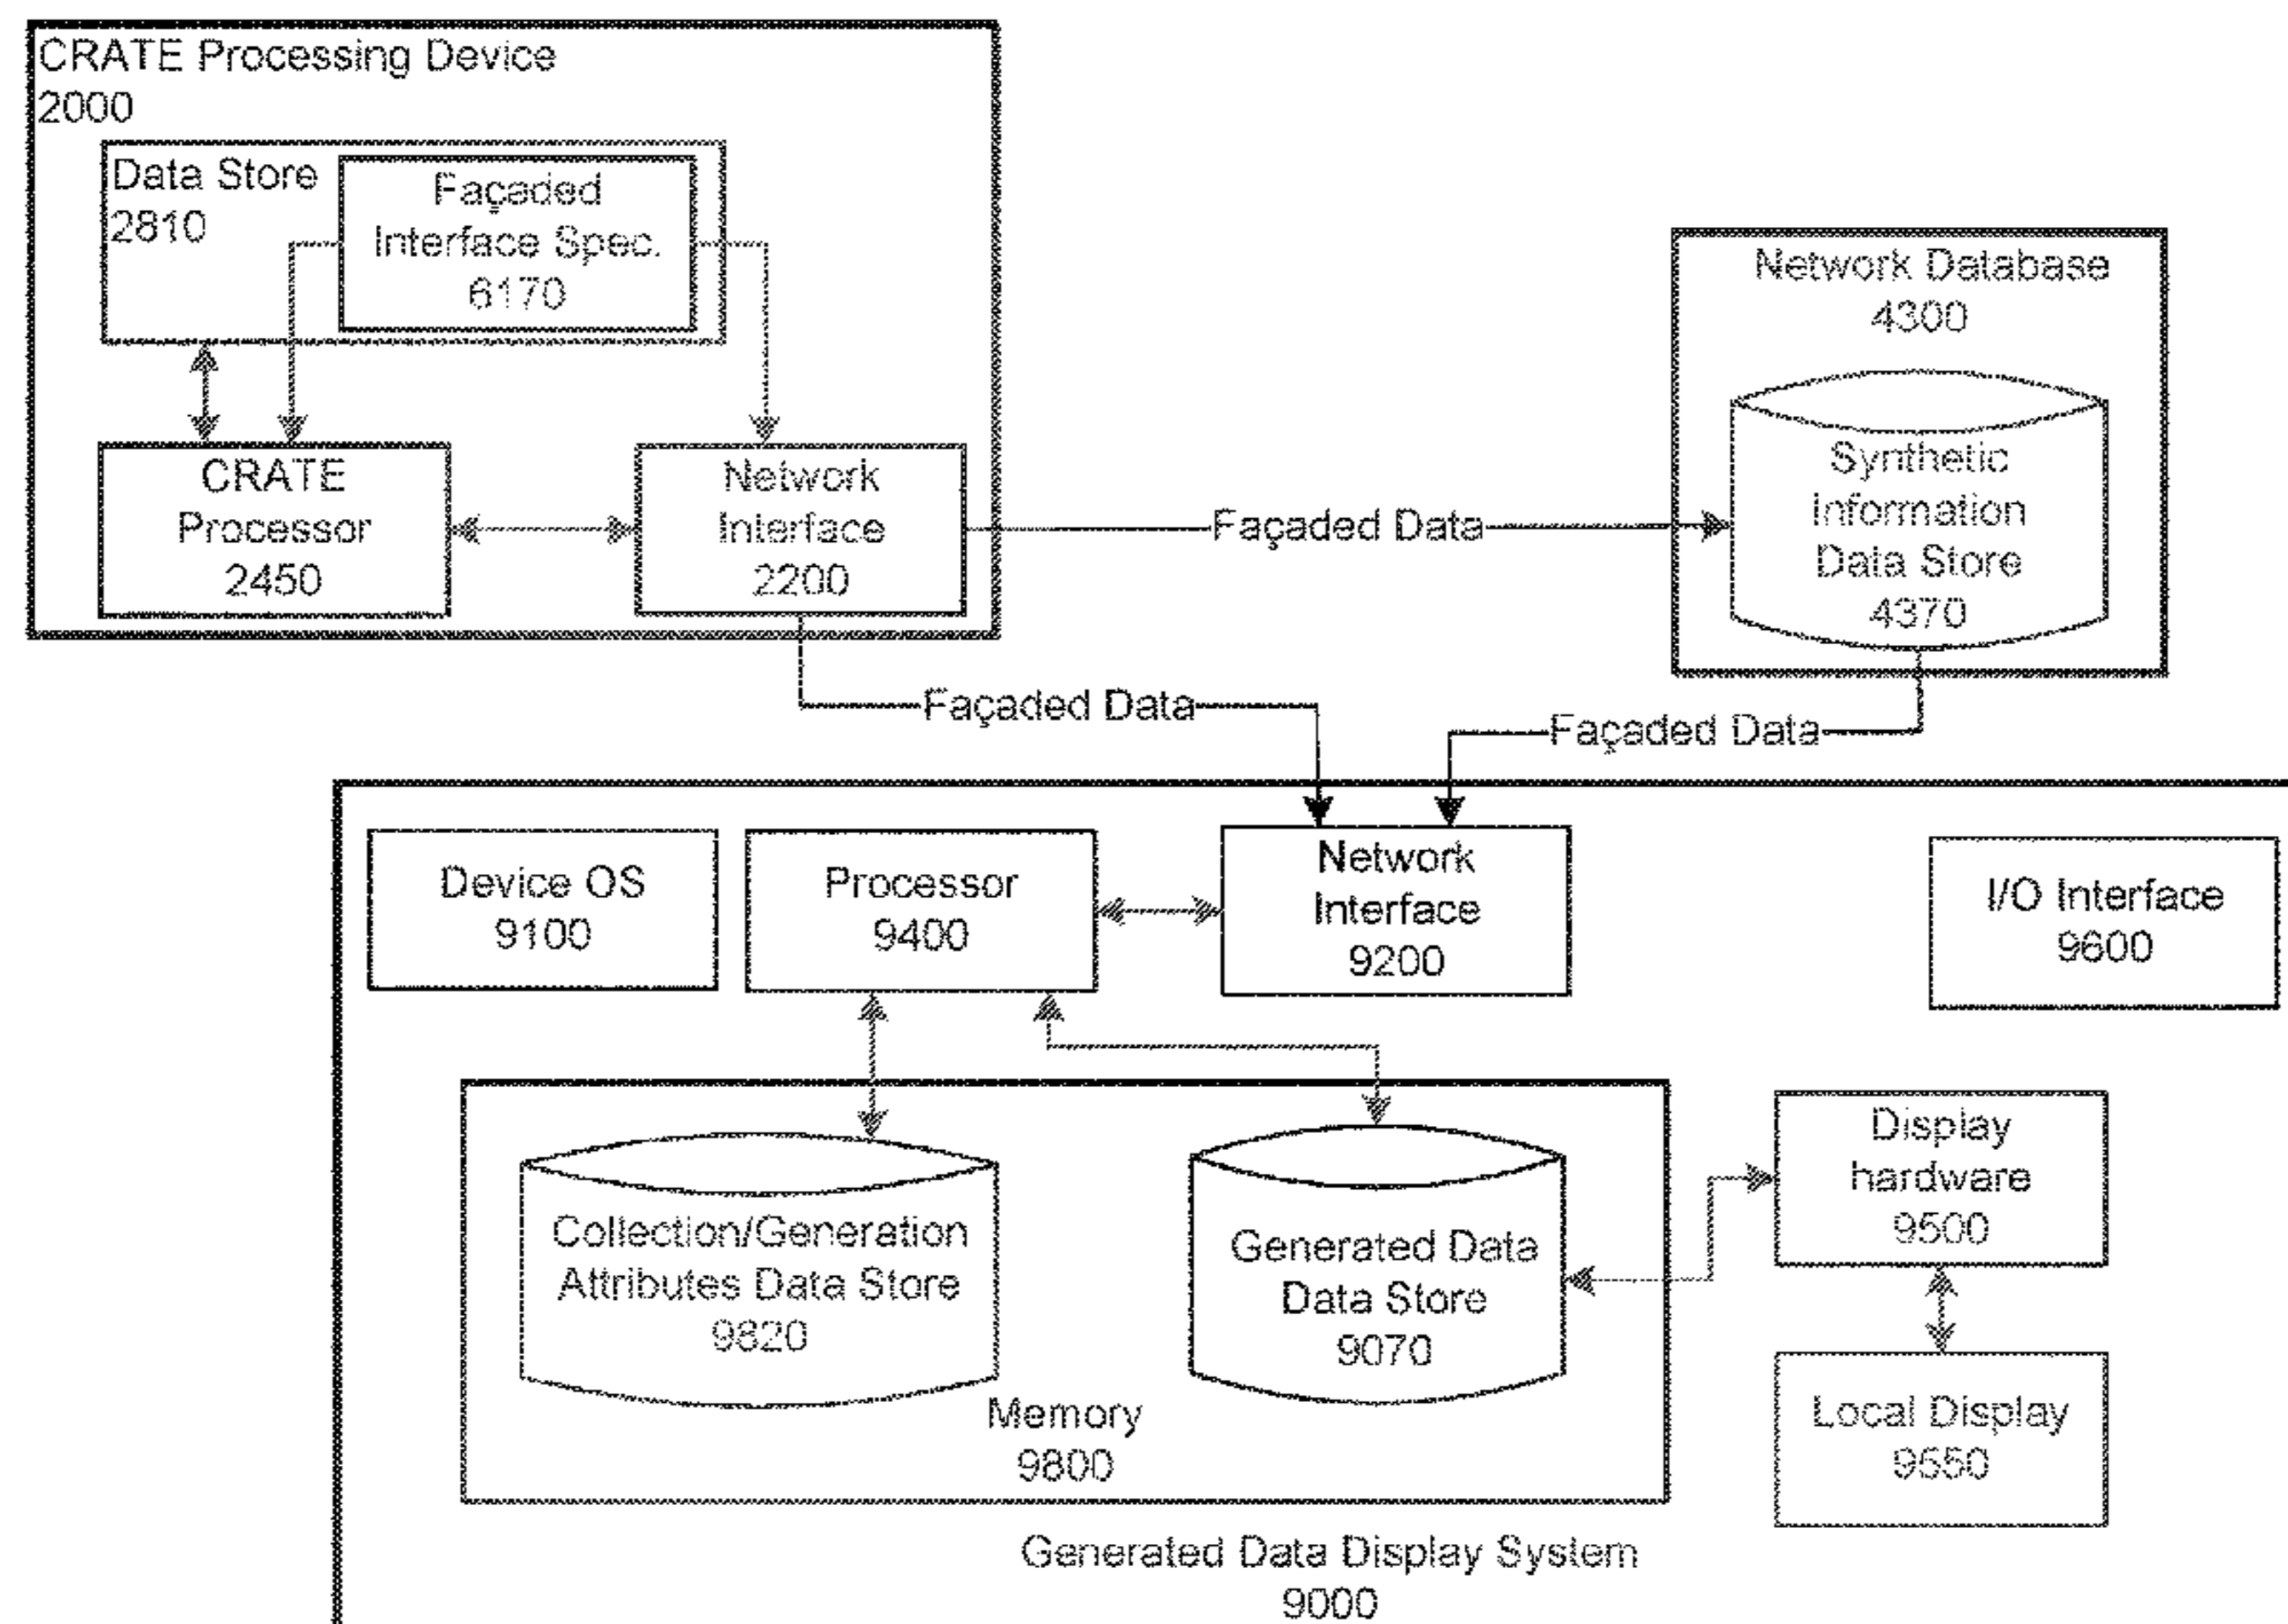 CRATE Processing Device
2000
Data Store
2810
Façaded
Interface Spec.
6170
CRATE
Processor
2450
Network
Interface
2200
Façaded Data
Network Database
4300
Synthetic
Information
Data Store
4370
Façaded Data
Façaded Data
Device OS
9100
Processor
9400
Network
Interface
9200
I/O Interface
9600
Collection/Generation
Attributes Data Store
9820
Generated Data
Data Store
9070
Memory
9800
Display
hardware
9500
Local Display
9550
Generated Data Display System
9000